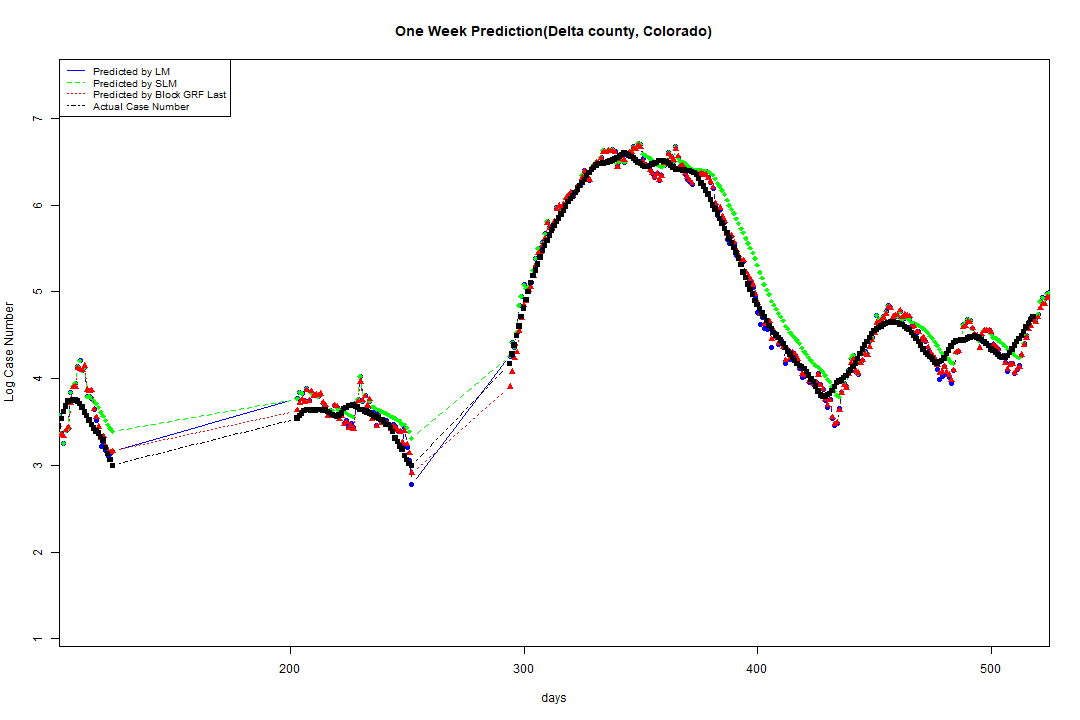 One Week Prediction(Delta county, Colorado)
Predicted by LM
Predicted by SLM
Predicted by Block GRF Last
Actual Case Number
7
6
5
4
3
2
1
Log Case Number
200 300 400 500
days